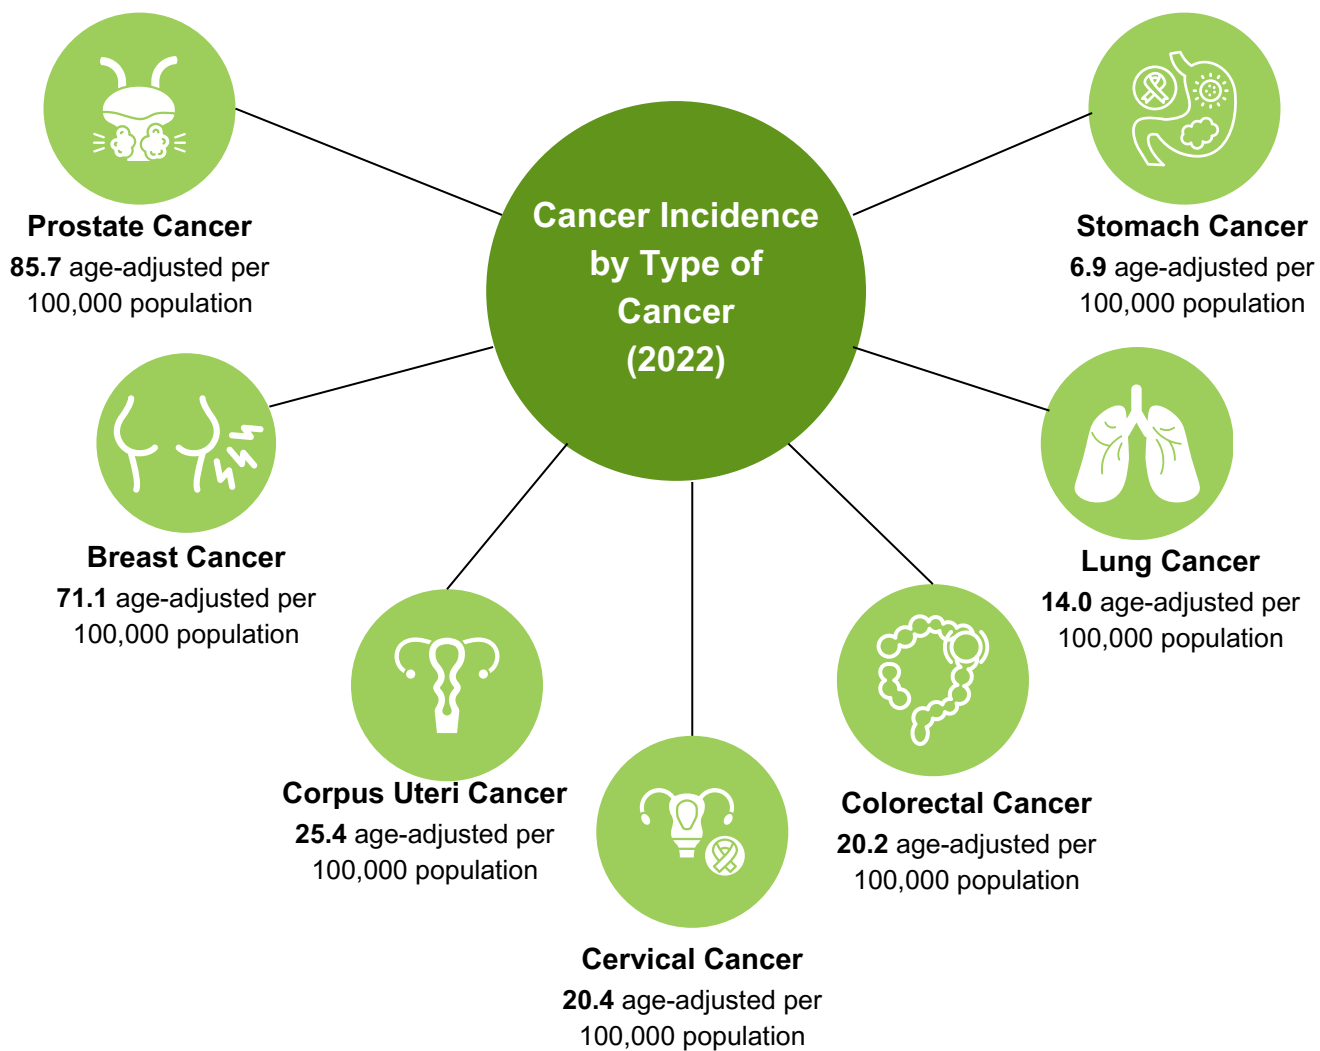 Cancer Incidence
by Type of
Cancer
(2022)
Prostate Cancer
85.7 age-adjusted per
100,000 population
Breast Cancer
71.1 age-adjusted per
100,000 population
Corpus Uteri Cancer
25.4 age-adjusted per
100,000 population
Cervical Cancer
20.4 age-adjusted per
100,000 population
Colorectal Cancer
20.2 age-adjusted per
100,000 population
Lung Cancer
14.0 age-adjusted per
100,000 population
Stomach Cancer
6.9 age-adjusted per
100,000 population